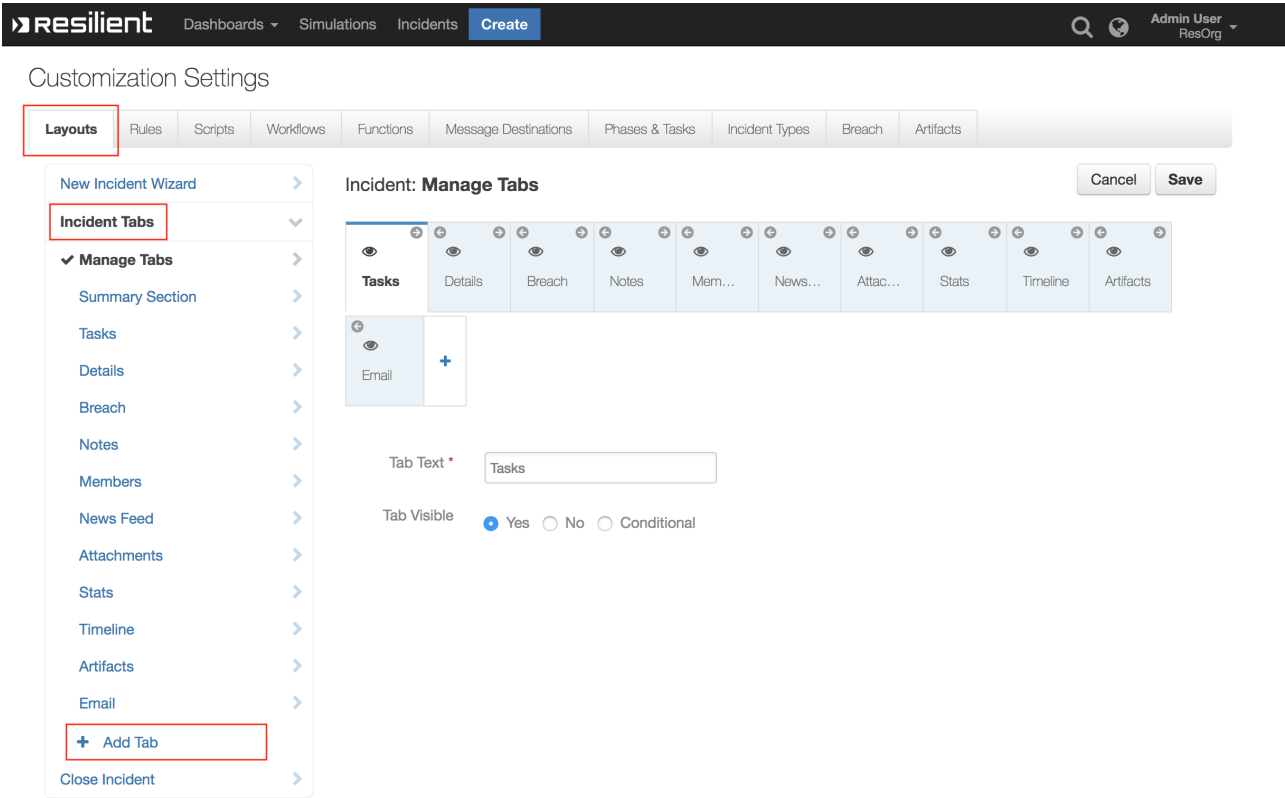 Resilient Dashboards Simulations Incidents Create Admin User
ResOrg
Customization Settings
Layouts Rules Scripts Workflows Functions Message Destinations Phases & Tasks Incident Types Breach Artifacts
New Incident Wizard
Incident Tabs
Manage Tabs
Summary Section
Tasks
Details
Breach
Notes
Members
News Feed
Attachments
Stats
Timeline
Artifacts
Email
+ Add Tab
Close Incident
Incident: Manage Tabs
Cancel Save
Tasks Details Breach Notes Mem... News... Attac... Stats Timeline Artifacts
Email +
Tab Text * Tasks
Tab Visible Yes No Conditional